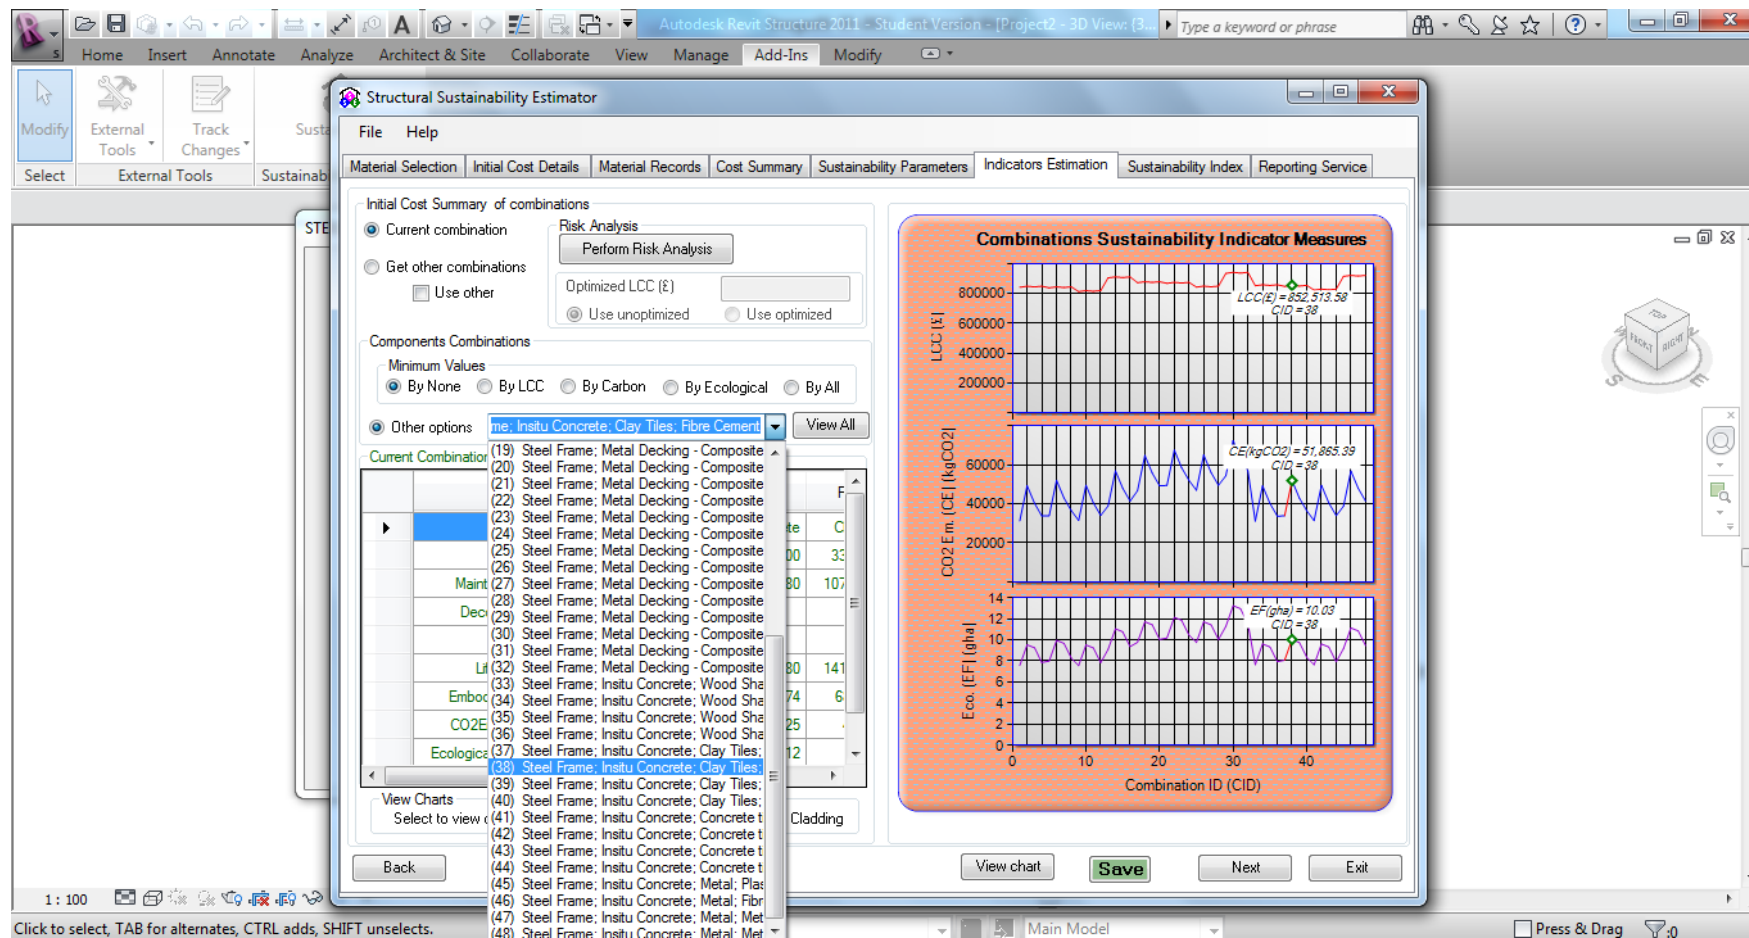 Autodesk Revit Structure 2011 - Student Version - [Project2 - 3D View: {3...
Type a keyword or phrase
Home Insert Annotate Analyze Architect & Site Collaborate View Manage Add-Ins Modify
Modify
External Tools
Track Changes
Select
External Tools
Structural Sustainability Estimator
File Help
Material Selection Initial Cost Details Material Records Cost Summary Sustainability Parameters Indicators Estimation Sustainability Index Reporting Service
Initial Cost Summary of combinations
Current combination
Get other combinations
Use other
Risk Analysis
Perform Risk Analysis
Optimized LCC (£)
Use unoptimized Use optimized
Components Combinations
Minimum Values
By None By LCC By Carbon By Ecological By All
Other options
me; Insitu Concrete; Clay Tiles; Fibre Cement
View All
(19) Steel Frame; Metal Decking - Composite
(20) Steel Frame; Metal Decking - Composite
(21) Steel Frame; Metal Decking - Composite
(22) Steel Frame; Metal Decking - Composite
(23) Steel Frame; Metal Decking - Composite
(24) Steel Frame; Metal Decking - Composite
(25) Steel Frame; Metal Decking - Composite
(26) Steel Frame; Metal Decking - Composite
(27) Steel Frame; Metal Decking - Composite
(28) Steel Frame; Metal Decking - Composite
(29) Steel Frame; Metal Decking - Composite
(30) Steel Frame; Metal Decking - Composite
(31) Steel Frame; Metal Decking - Composite
(32) Steel Frame; Metal Decking - Composite
(33) Steel Frame; Insitu Concrete; Wood Sha
(34) Steel Frame; Insitu Concrete; Wood Sha
(35) Steel Frame; Insitu Concrete; Wood Sha
(36) Steel Frame; Insitu Concrete; Wood Sha
(37) Steel Frame; Insitu Concrete; Clay Tiles;
(38) Steel Frame; Insitu Concrete; Clay Tiles;
(39) Steel Frame; Insitu Concrete; Clay Tiles;
(40) Steel Frame; Insitu Concrete; Clay Tiles;
(41) Steel Frame; Insitu Concrete; Concrete t
(42) Steel Frame; Insitu Concrete; Concrete t
(43) Steel Frame; Insitu Concrete; Concrete t
(44) Steel Frame; Insitu Concrete; Concrete t
(45) Steel Frame; Insitu Concrete; Metal; Plas
(46) Steel Frame; Insitu Concrete; Metal; Fibr
(47) Steel Frame; Insitu Concrete; Metal; Met
(48) Steel Frame; Insitu Concrete; Metal; Met
View Charts
Select to view
Cladding
Back
View chart
Save
Next
Exit
Combinations Sustainability Indicator Measures
LCC (£)
800000
600000
400000
200000
LCC(£) = 852,513.58
CID = 38
CO2 Em. (CE) (kgCO2)
60000
40000
20000
CE(kgCO2) = 51,865.39
CID = 38
Eco. (EF) (gha)
14
12
10
8
6
4
2
0
EF(gha) = 10.03
CID = 38
0 10 20 30 40
Combination ID (CID)
TOP
FRONT
RIGHT
1 : 100
Click to select, TAB for alternates, CTRL adds, SHIFT unselects.
Main Model
Press & Drag
:0